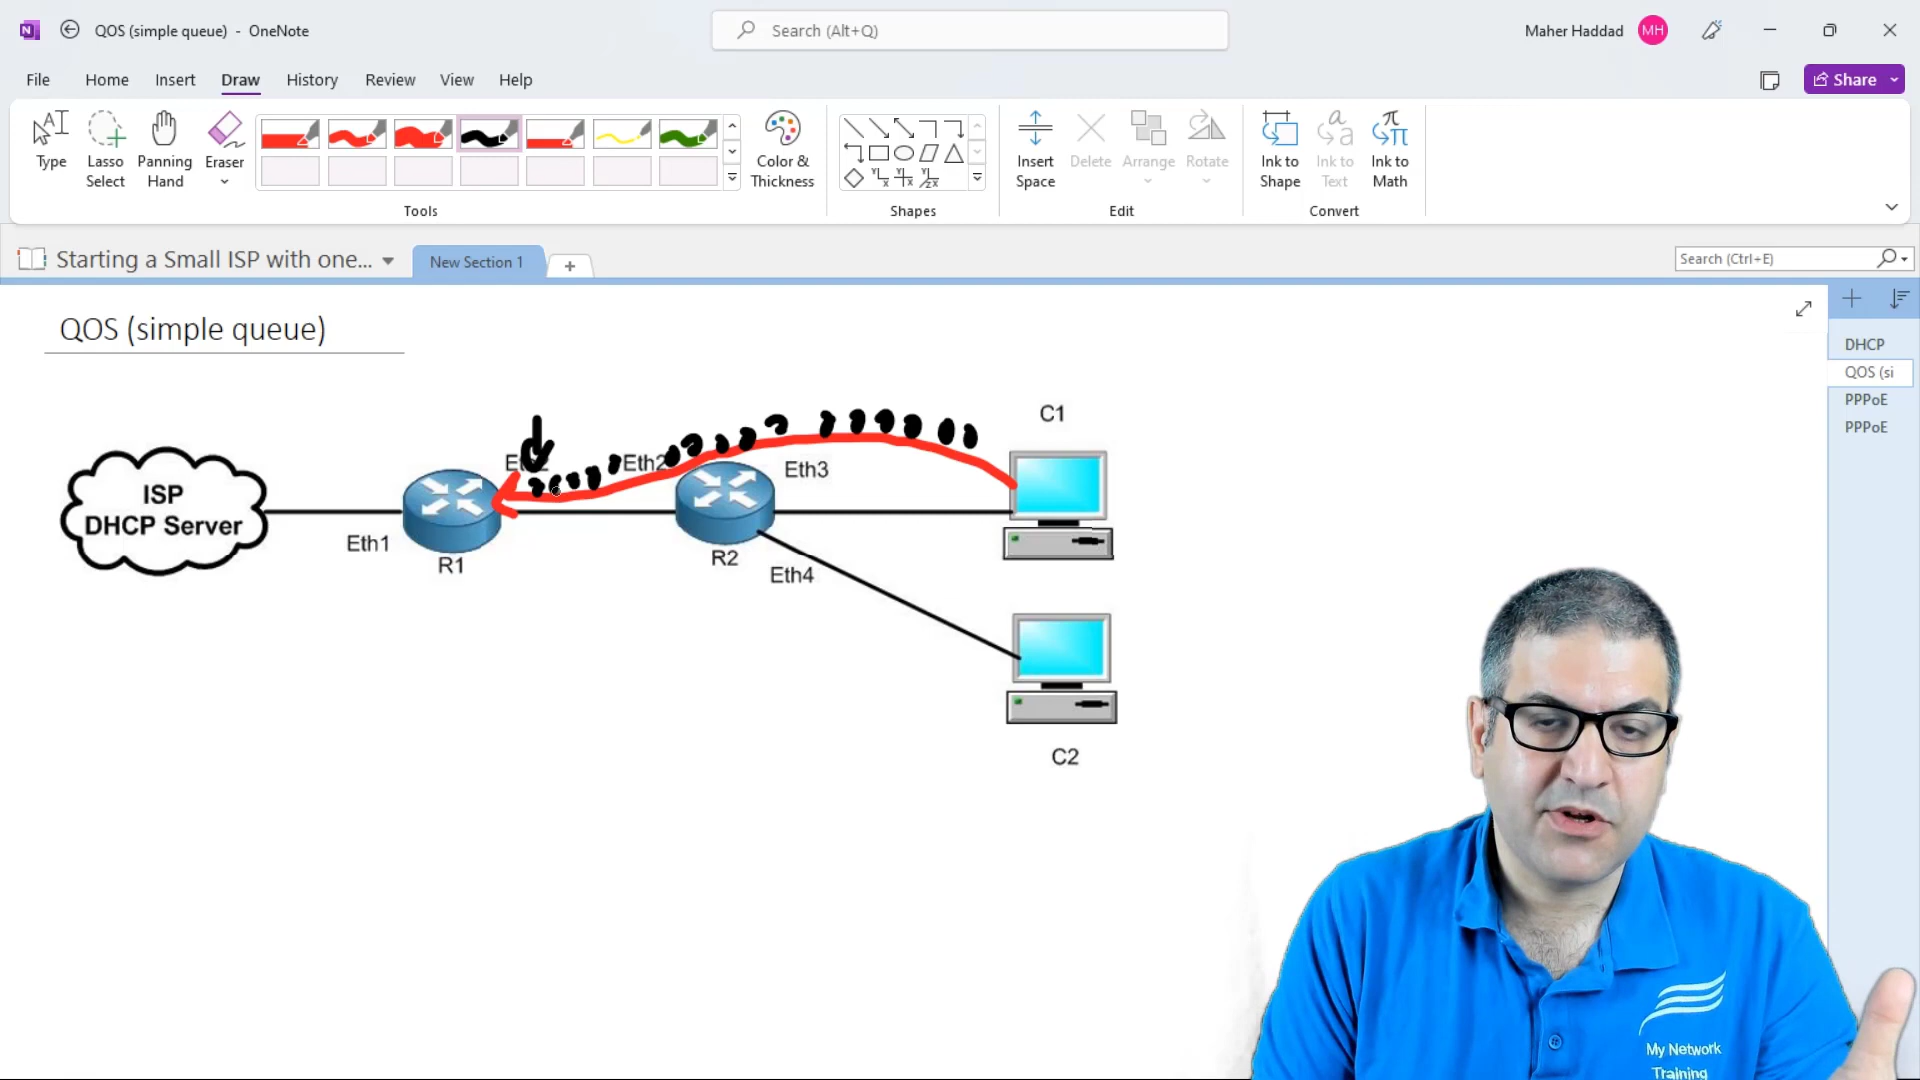 QOS (simple queue) - OneNote
Search (Alt+Q)
Maher Haddad
MH
File
Home
Insert
Draw
History
Review
View
Help
Share
Type
Lasso
Select
Panning
Hand
Eraser
Color &
Thickness
Insert
Space
Delete
Arrange
Rotate
Ink to
Shape
Ink to
Text
Ink to
Math
Tools
Shapes
Edit
Convert
Starting a Small ISP with one...
New Section 1
Search (Ctrl+E)
QOS (simple queue)
DHCP
QOS (si
PPPoE
PPPoE
C1
Eth2
Eth3
ISP
DHCP Server
Eth1
R1
R2
Eth4
C2
My Network
Training